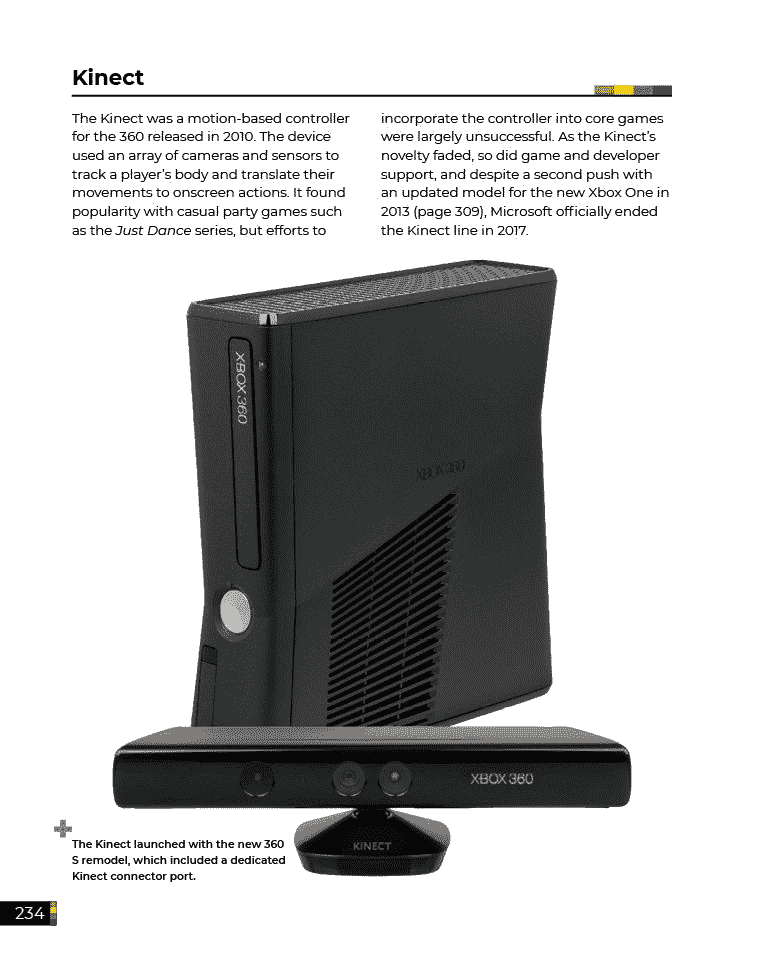 Kinect
The Kinect was a motion-based controller
for the 360 released in 2010. The device
used an array of cameras and sensors to
track a player's body and translate their
movements to onscreen actions. It found
popularity with casual party games such
as the Just Dance series, but efforts to
incorporate the controller into core games
were largely unsuccessful. As the Kinect's
novelty faded, so did game and developer
support, and despite a second push with
an updated model for the new Xbox One in
2013 (page 309), Microsoft officially ended
the Kinect line in 2017.
XBOX 360
XBOX 360
XBOX 360
KINECT
The Kinect launched with the new 360
S remodel, which included a dedicated
Kinect connector port.
234